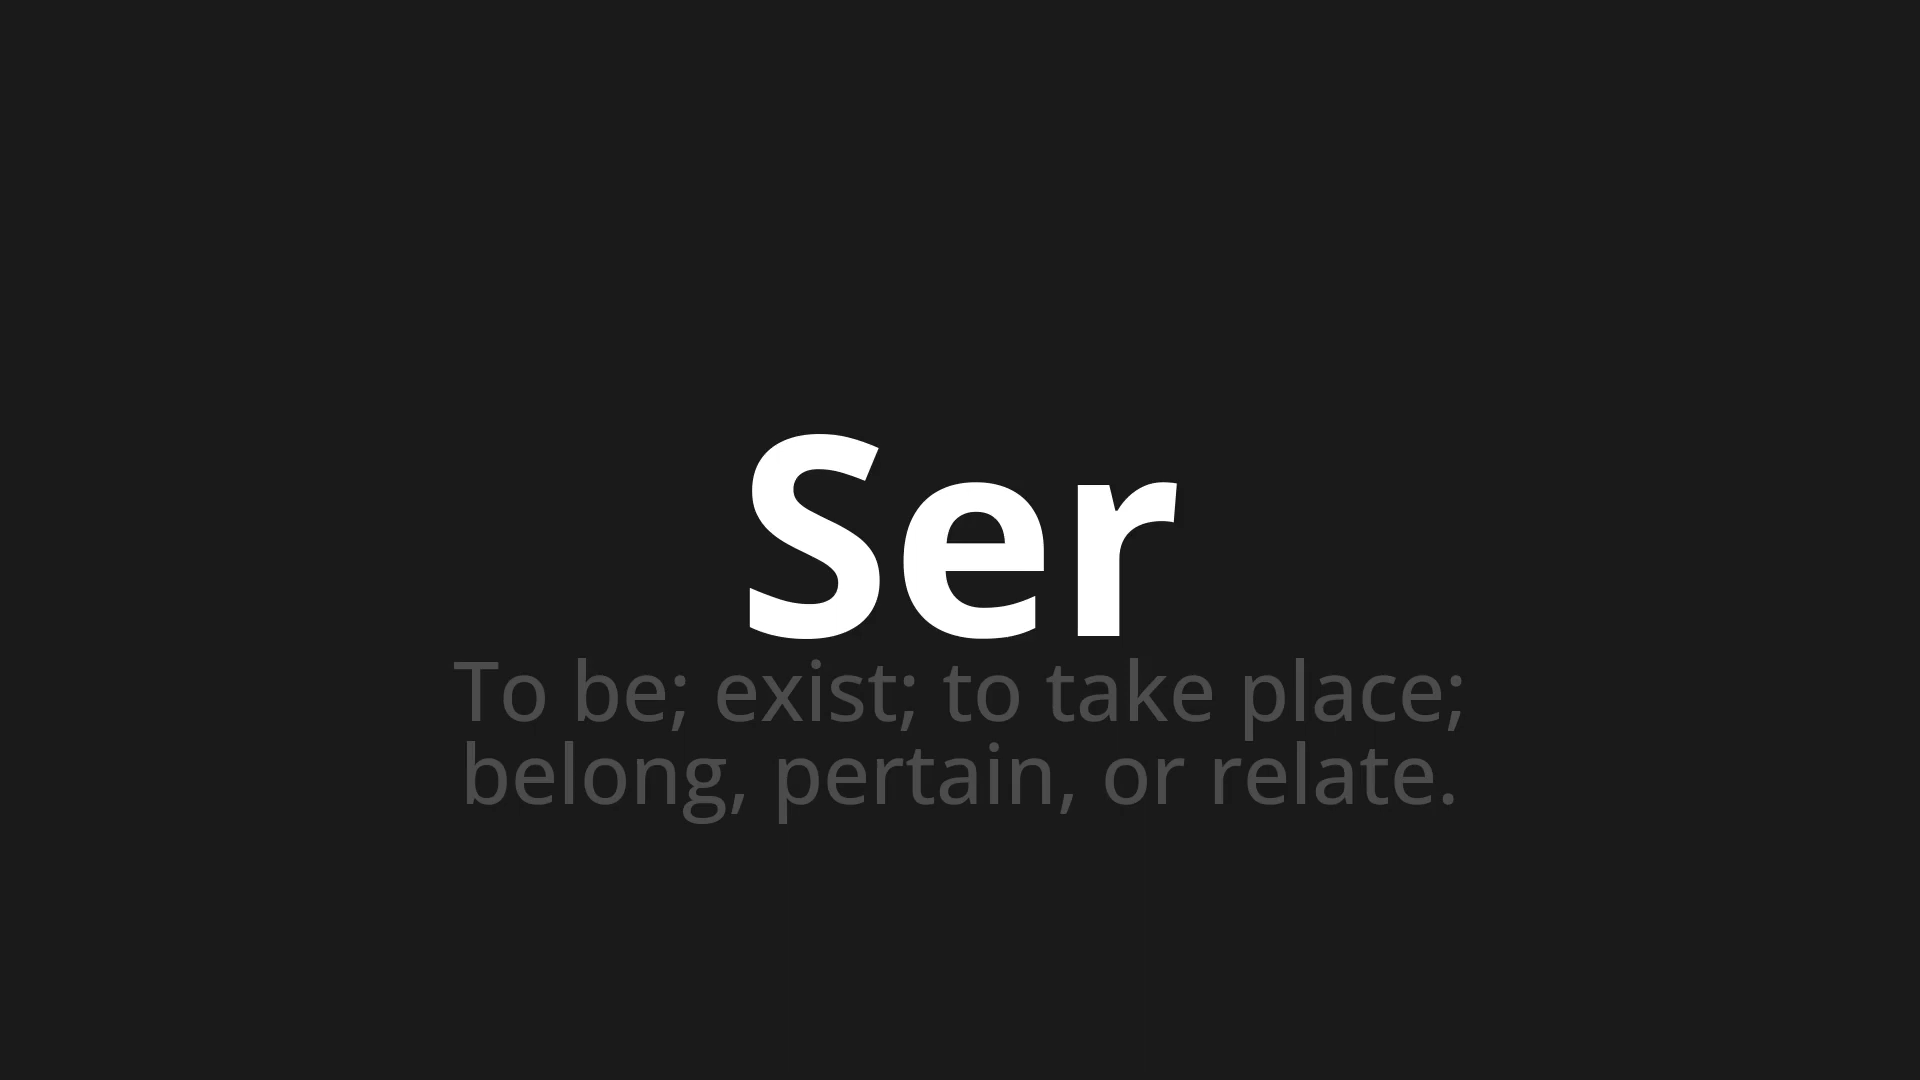 Ser
To be; exist; to take place;
belong, pertain, or relate.